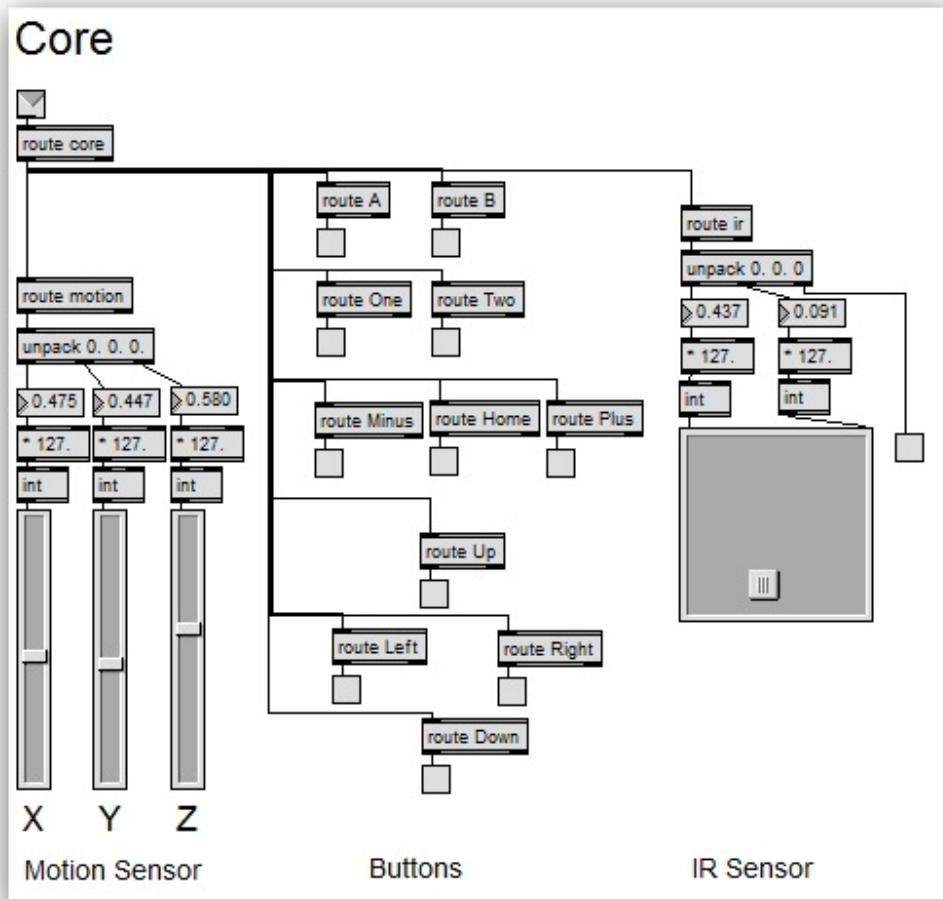 Core
route core
route A
route B
route ir
unpack 0. 0. 0
route motion
route One
route Two
0.437
0.091
unpack 0. 0. 0.
* 127.
* 127.
0.475
0.447
0.580
int
int
route Minus
route Home
route Plus
* 127.
* 127.
* 127.
int
int
int
route Up
route Left
route Right
route Down
X
Y
Z
Motion Sensor
Buttons
IR Sensor